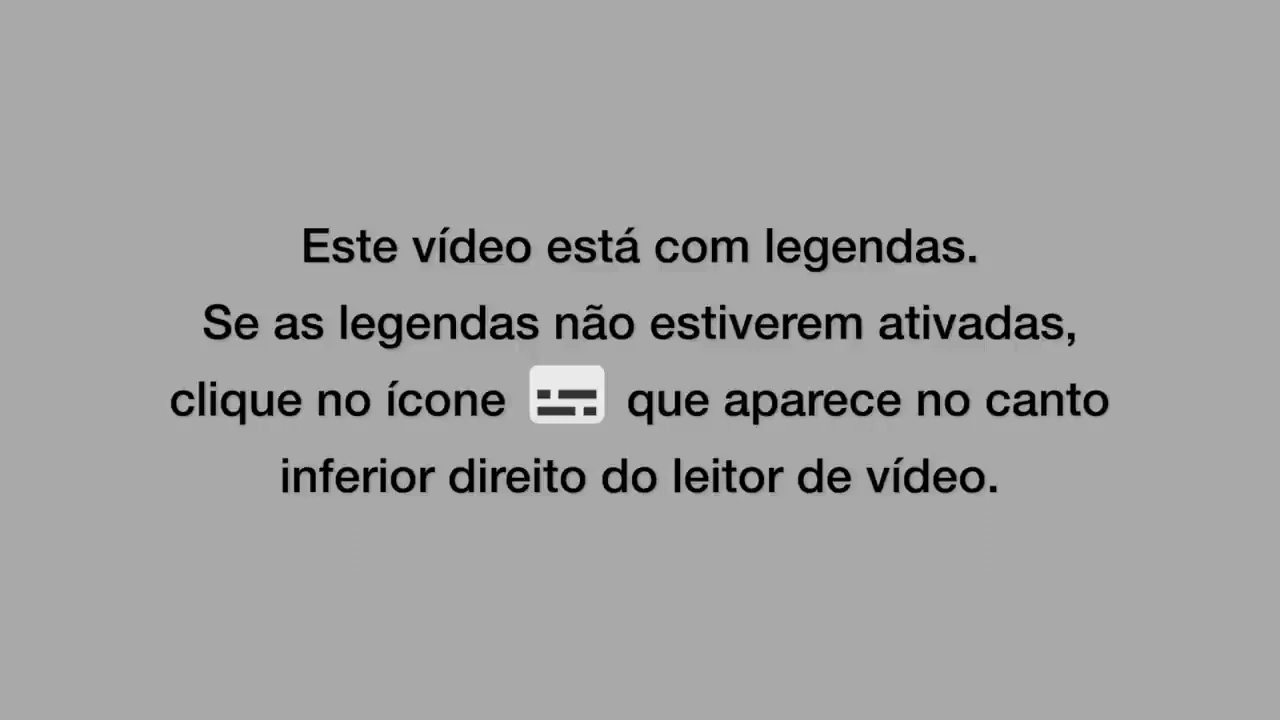 Este vídeo está com legendas.
Se as legendas não estiverem ativadas,
clique no ícone que aparece no canto
inferior direito do leitor de vídeo.